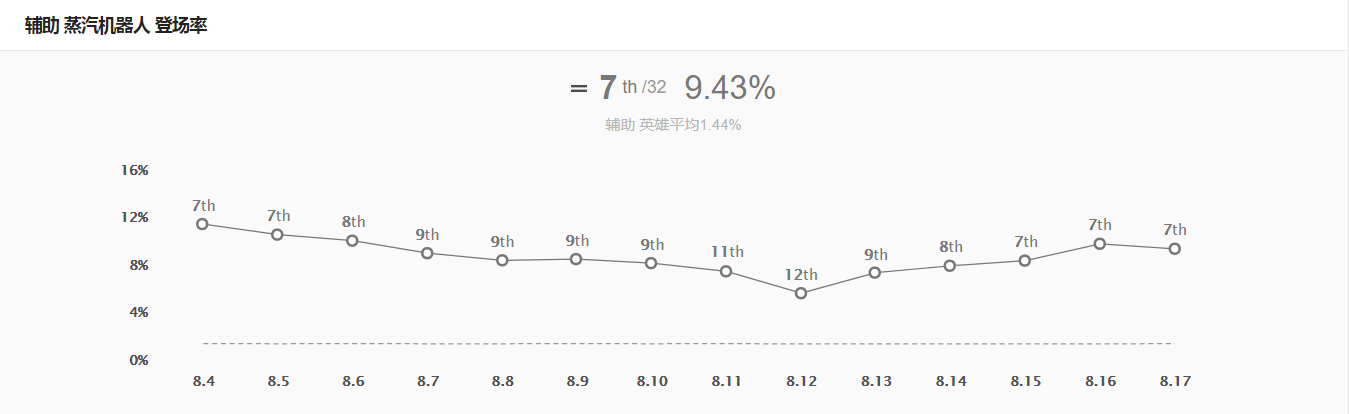 辅助 蒸汽机器人 登场率
= 7 th /32 9.43%
辅助 英雄平均1.44%
16%
12%
8%
4%
0%
7th 7th 8th 9th 9th 9th 9th 11th 12th 9th 8th 7th 7th 7th
8.4 8.5 8.6 8.7 8.8 8.9 8.10 8.11 8.12 8.13 8.14 8.15 8.16 8.17